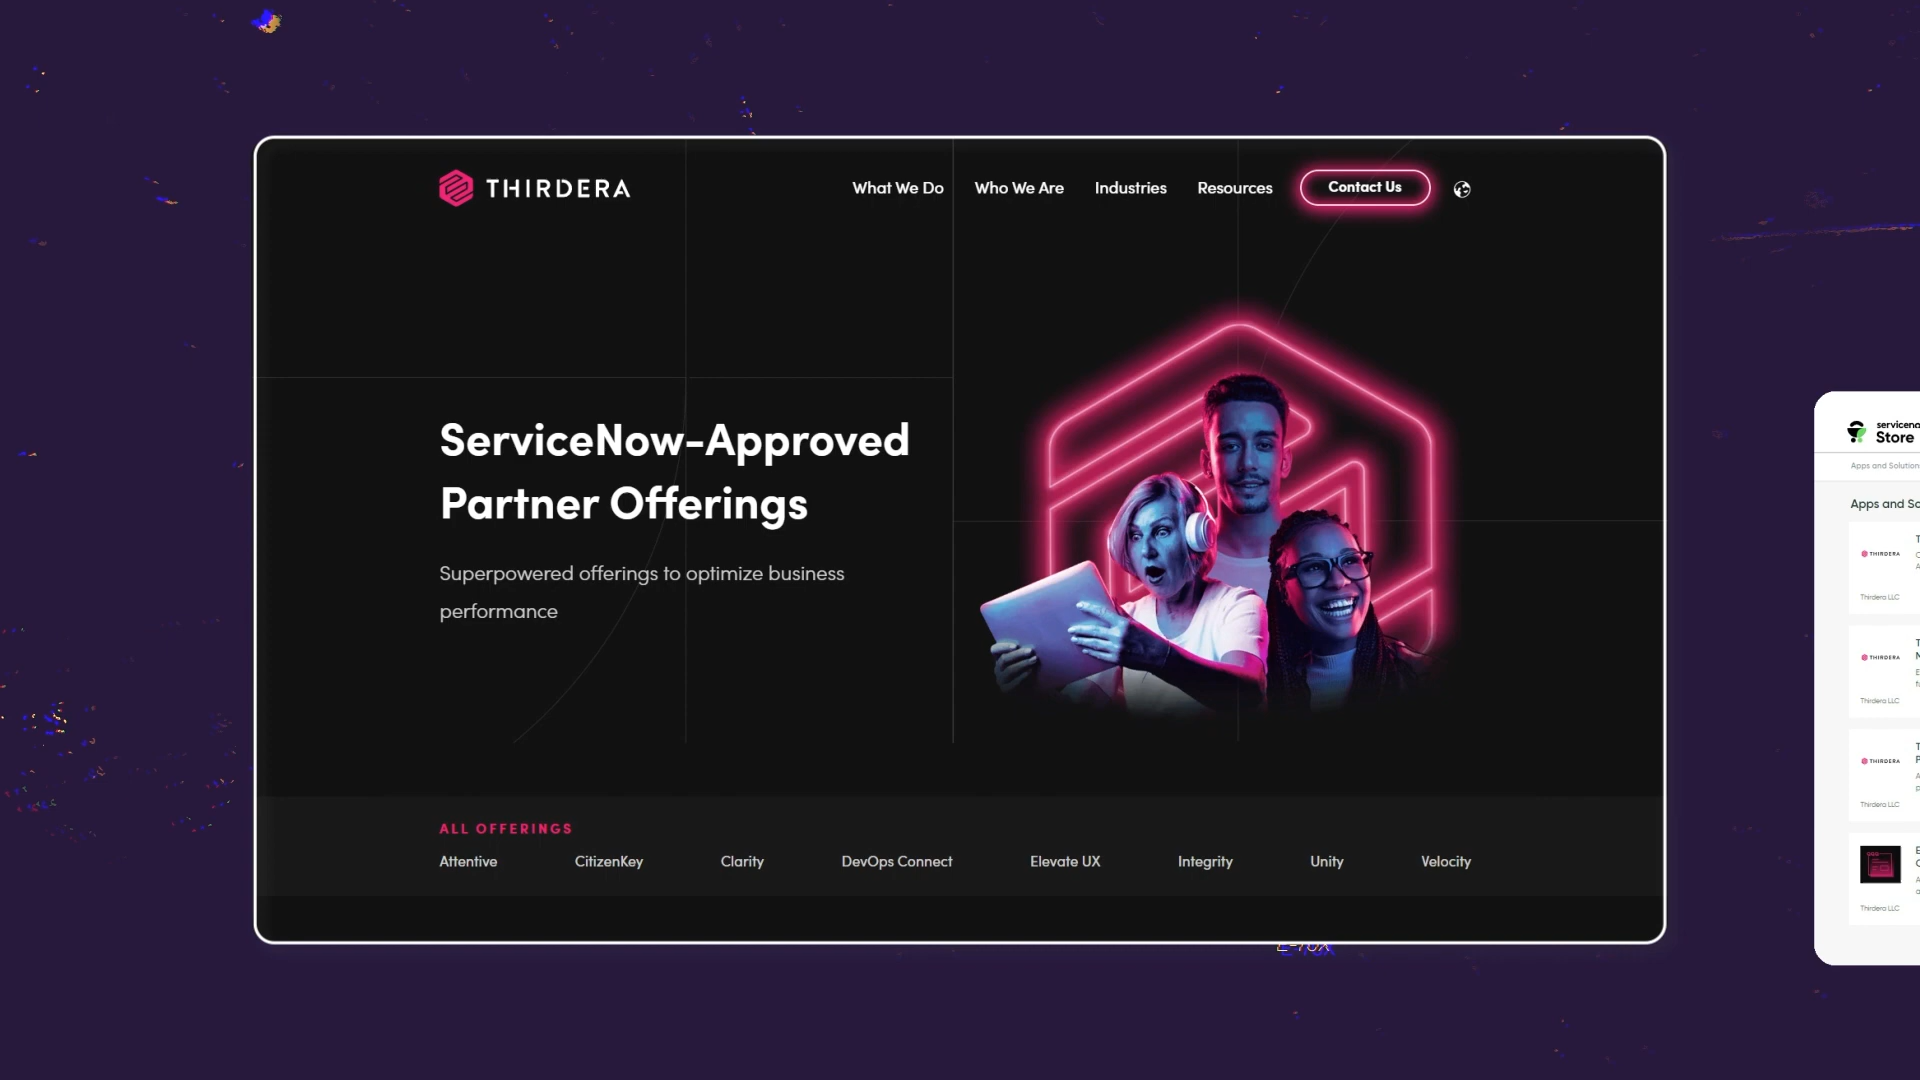 THIRDERA
What We Do
Who We Are
Industries
Resources
Contact Us
ServiceNow-Approved
Partner Offerings
Superpowered offerings to optimize business
performance
ALL OFFERINGS
Attentive
CitizenKey
Clarity
DevOps Connect
Elevate UX
Integrity
Unity
Velocity
Store
Apps and
Apps and
THIRDERA
Thirdera LLC
THIRDERA
Thirdera LLC
THIRDERA
Thirdera LLC
Thirdera LLC